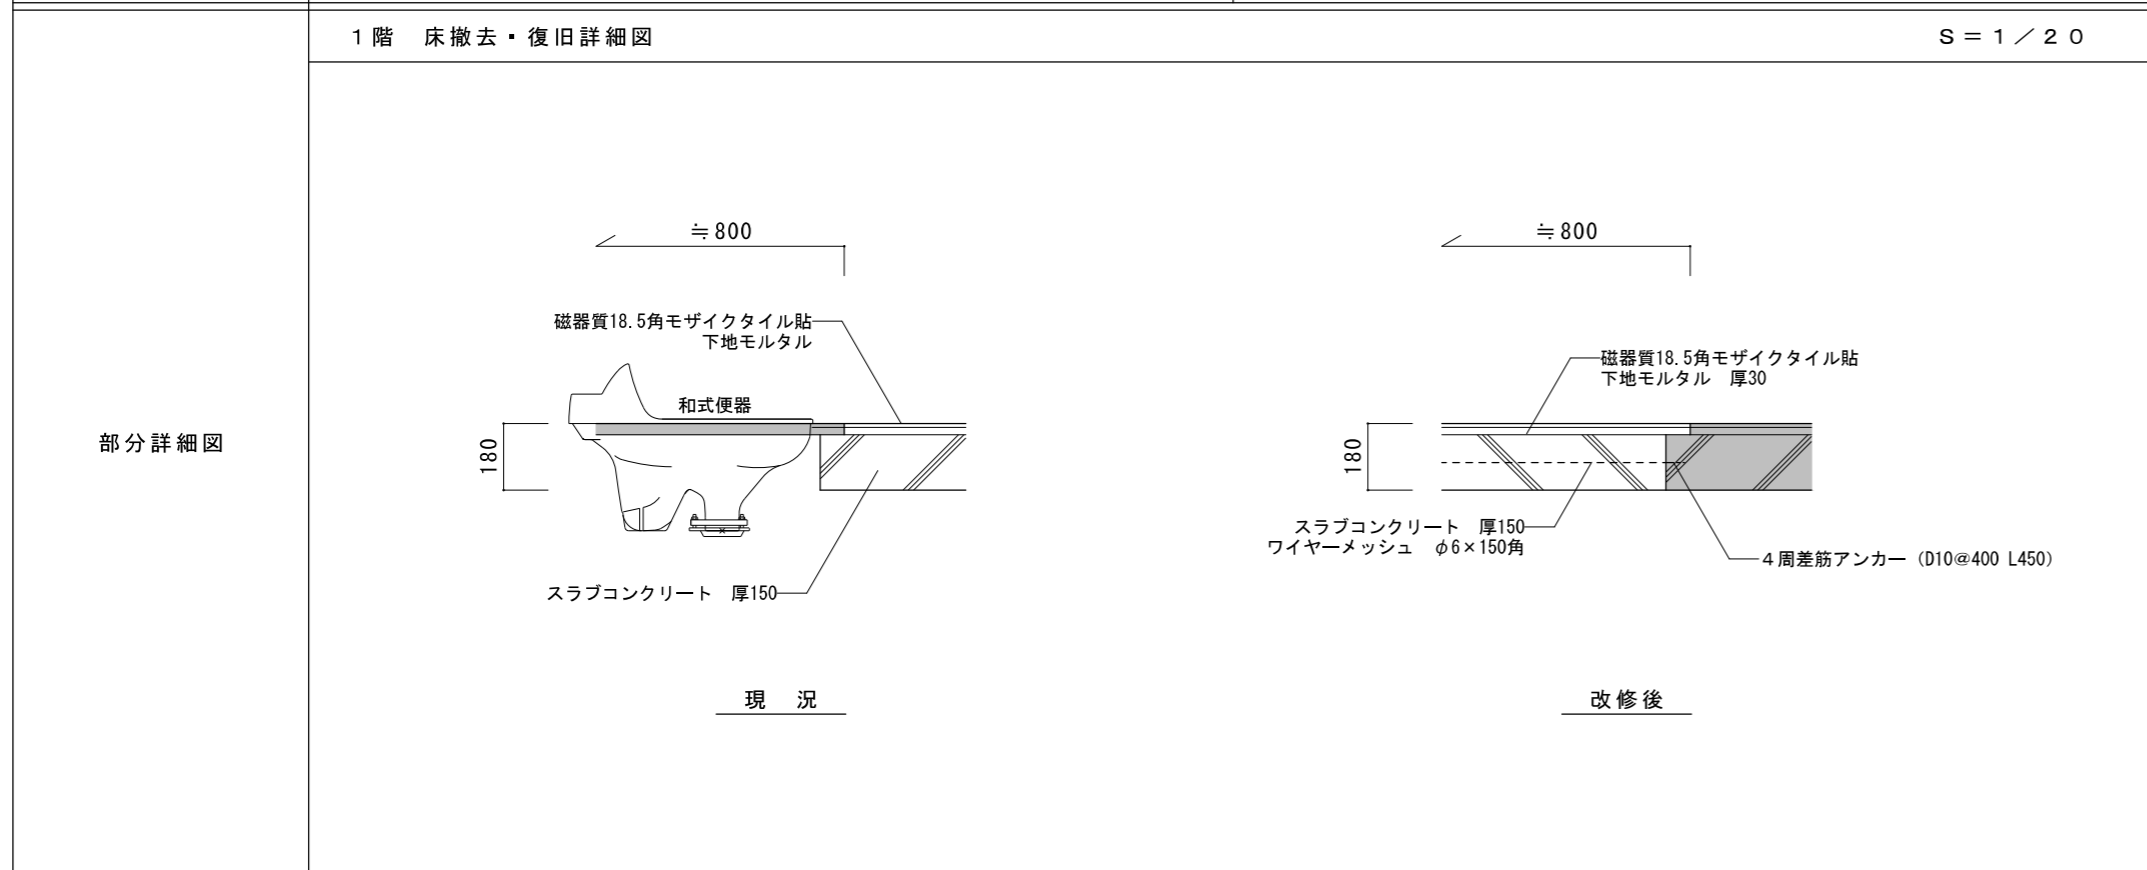 1階　床撤去・復旧詳細図
S=1/20
部分詳細図
≒800
磁器質18.5角モザイクタイル貼
下地モルタル
和式便器
180
スラブコンクリート　厚150
現　況
≒800
磁器質18.5角モザイクタイル貼
下地モルタル　厚30
180
スラブコンクリート　厚150
ワイヤーメッシュ　φ6×150角
4周差筋アンカー（D10@400 L450）
改修後